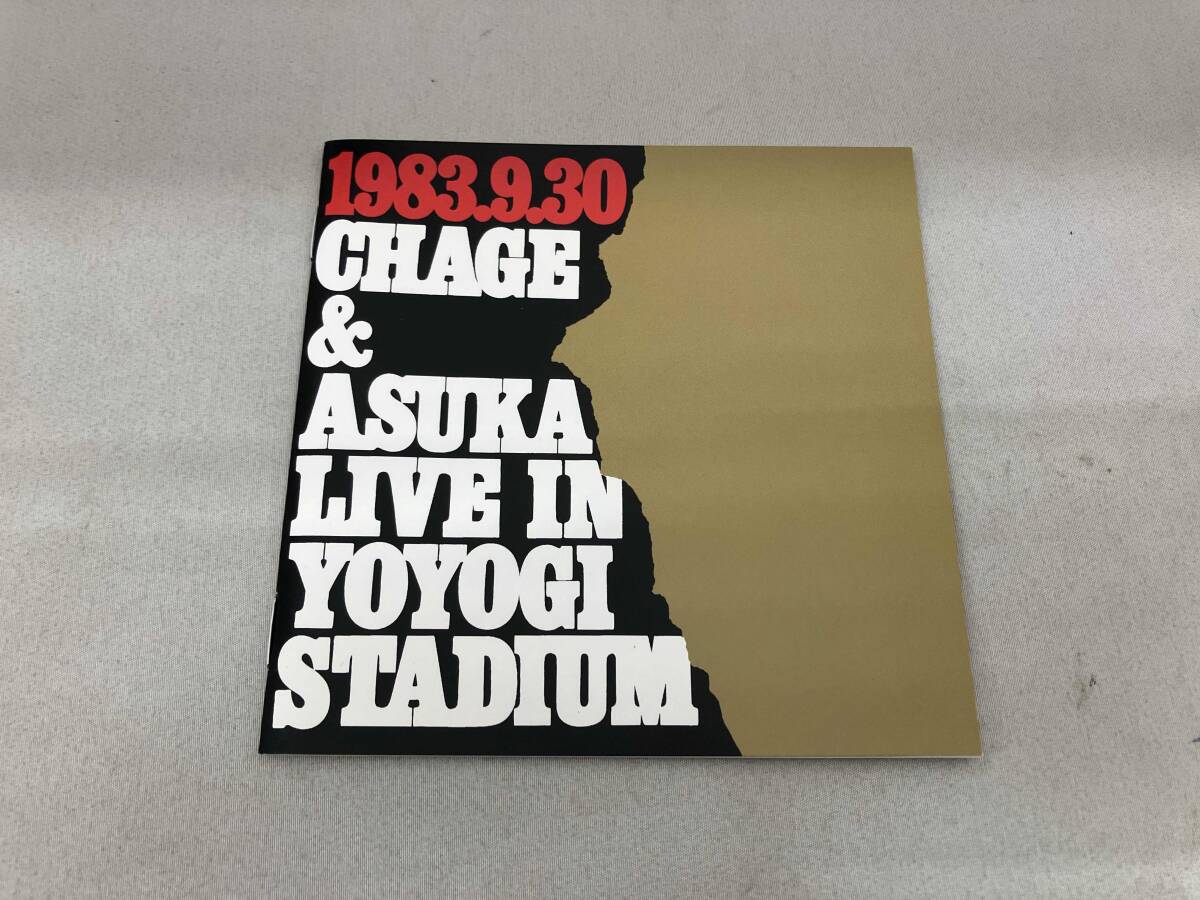 1983.9.30
CHAGE
&
ASUKA
LIVE IN
YOYOGI
STADIUM